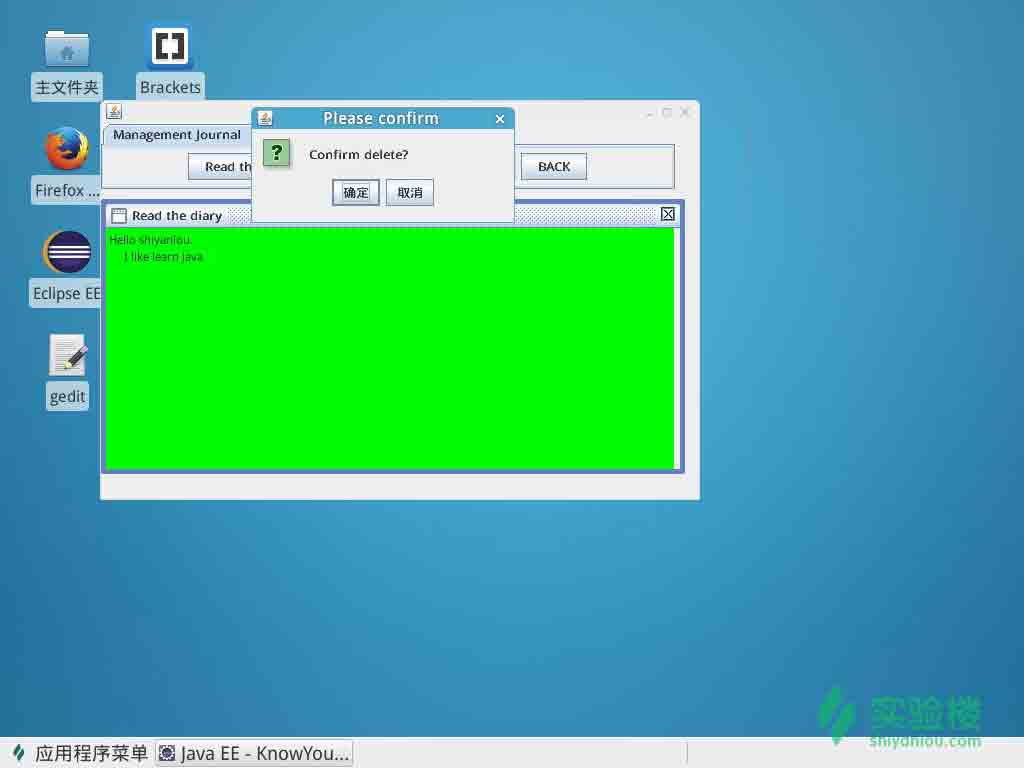 主文件夹
Brackets
Firefox ...
Eclipse EE
gedit
Management Journal
Read th
BACK
Please confirm
Confirm delete?
确定
取消
Read the diary
Hello shiyanlou.
I like learn java.
实验楼
shiyanlou.com
应用程序菜单
Java EE - KnowYou...